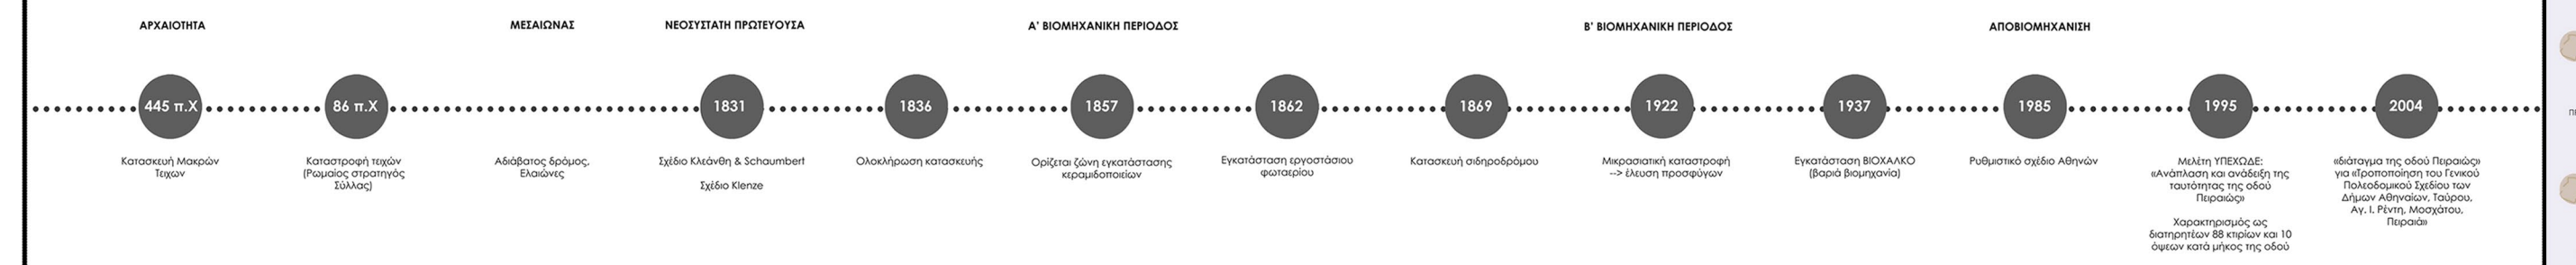 ΑΡΧΑΙΟΤΗΤΑ
ΜΕΣΑΙΩΝΑΣ
ΝΕΟΣΥΣΤΑΤΗ ΠΡΩΤΕΥΟΥΣΑ
Α' ΒΙΟΜΗΧΑΝΙΚΗ ΠΕΡΙΟΔΟΣ
Β' ΒΙΟΜΗΧΑΝΙΚΗ ΠΕΡΙΟΔΟΣ
ΑΠΟΒΙΟΜΗΧΑΝΙΣΗ
445 π.Χ
Κατασκευή Μακρών
Τειχων
86 π.Χ
Καταστροφή τειχών
(Ρωμαίος στρατηγός
Σύλλας)
Αδιάβατος δρόμος,
Ελαιώνες
1831
Σχέδιο Κλεάνθη & Schaumbert
Σχέδιο Klenze
1836
Ολοκλήρωση κατασκευής
1857
Ορίζεται ζώνη εγκατάστασης
κεραμιδοποιείων
1862
Εγκατάσταση εργοστάσιου
φωταερίου
1869
Κατασκευή σιδηροδρόμου
1922
Μικρασιατική καταστροφή
--> έλευση προσφύγων
1937
Εγκατάσταση ΒΙΟΧΑΛΚΟ
(βαριά βιομηχανία)
1985
Ρυθμιστικό σχέδιο Αθηνών
1995
Μελέτη ΥΠΕΧΩΔΕ:
«Ανάπλαση και ανάδειξη της
ταυτότητας της οδού
Πειραιώς»
Χαρακτηρισμός ως
διατηρητέων 88 κτιρίων και 10
όψεων κατά μήκος της οδού
2004
«διάταγμα της οδού Πειραιώς»
για «Τροποποίηση του Γενικού
Πολεοδομικού Σχεδίου των
Δήμων Αθηναίων, Ταύρου,
Αγ. Ι. Ρέντη, Μοσχάτου,
Πειραιά»